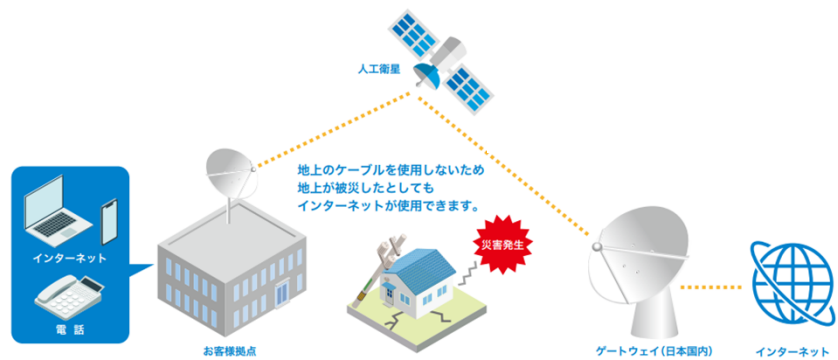 人工衛星
地上のケーブルを使用しないため
地上が被災したとしても
インターネットが使用できます。
災害発生
インターネット
電話
お客様拠点
ゲートウェイ(日本国内)
インターネット